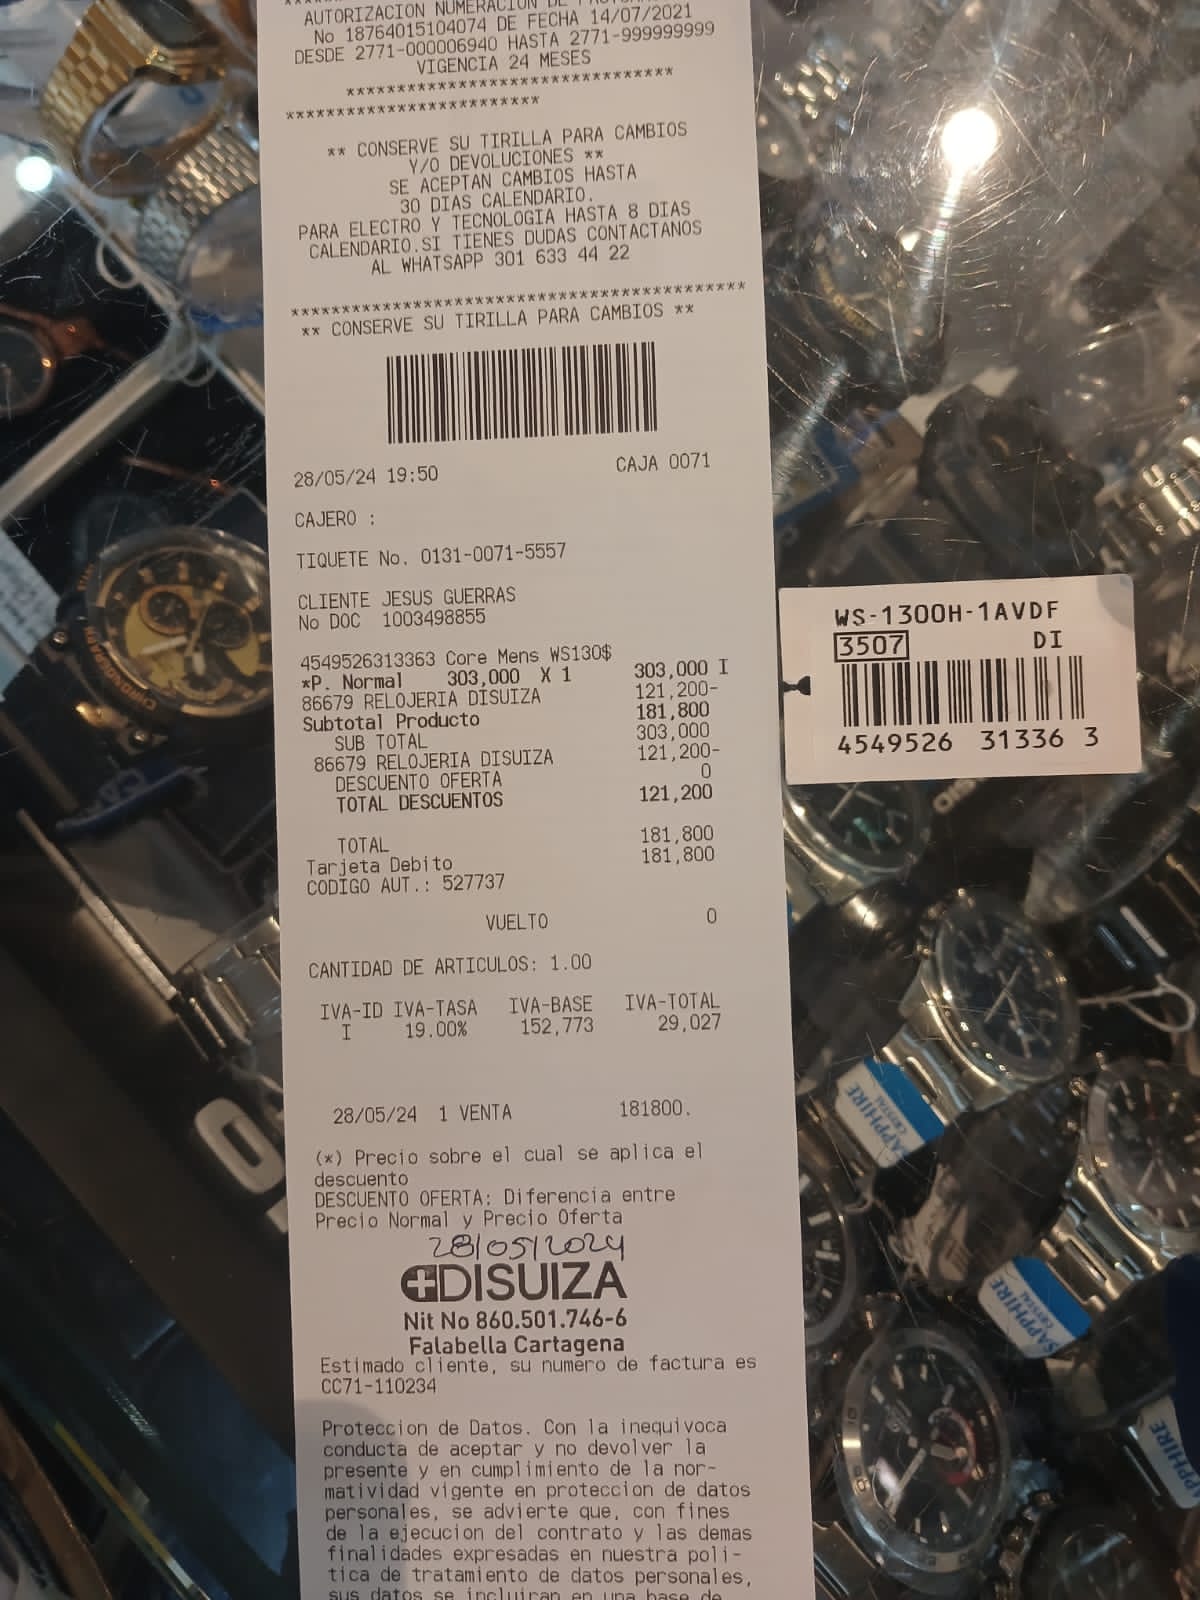 AUTORIZACION NUMERACION DE
No 18764015104074 DE FECHA 14/07/2021
DESDE 2771-000006940 HASTA 2771-999999999
VIGENCIA 24 MESES
********************************
*************************
** CONSERVE SU TIRILLA PARA CAMBIOS
Y/O DEVOLUCIONES **
SE ACEPTAN CAMBIOS HASTA
30 DIAS CALENDARIO.
PARA ELECTRO Y TECNOLOGIA HASTA 8 DIAS
CALENDARIO.SI TIENES DUDAS CONTACTANOS
AL WHATSAPP 301 633 44 22
********************************************
** CONSERVE SU TIRILLA PARA CAMBIOS **
28/05/24 19:50 CAJA 0071
CAJERO :
TIQUETE No. 0131-0071-5557
CLIENTE JESUS GUERRAS
No DOC 1003498855
4549526313363 Core Mens WS130$
*P. Normal 303,000 X 1 303,000 I
86679 RELOJERIA DISUIZA 121,200-
Subtotal Producto 181,800
SUB TOTAL 303,000
86679 RELOJERIA DISUIZA 121,200-
DESCUENTO OFERTA 0
TOTAL DESCUENTOS 121,200
TOTAL 181,800
Tarjeta Debito 181,800
CODIGO AUT.: 527737
VUELTO 0
CANTIDAD DE ARTICULOS: 1.00
IVA-ID IVA-TASA IVA-BASE IVA-TOTAL
I 19.00% 152,773 29,027
28/05/24 1 VENTA 181800.
(*) Precio sobre el cual se aplica el
descuento
DESCUENTO OFERTA: Diferencia entre
Precio Normal y Precio Oferta
28/05/2024
DISUIZA
Nit No 860.501.746-6
Falabella Cartagena
Estimado cliente, su numero de factura es
CC71-110234
Proteccion de Datos. Con la inequivoca
conducta de aceptar y no devolver la
presente y en cumplimiento de la nor-
matividad vigente en proteccion de datos
personales, se advierte que, con fines
de la ejecucion del contrato y las demas
finalidades expresadas en nuestra poli-
tica de tratamiento de datos personales,
sus datos se incluiran en una base de
WS-1300H-1AVDF
3507 DI
4549526 31336 3
SAPPHIRE
CRYSTAL
SAPPHIRE
CRYSTAL